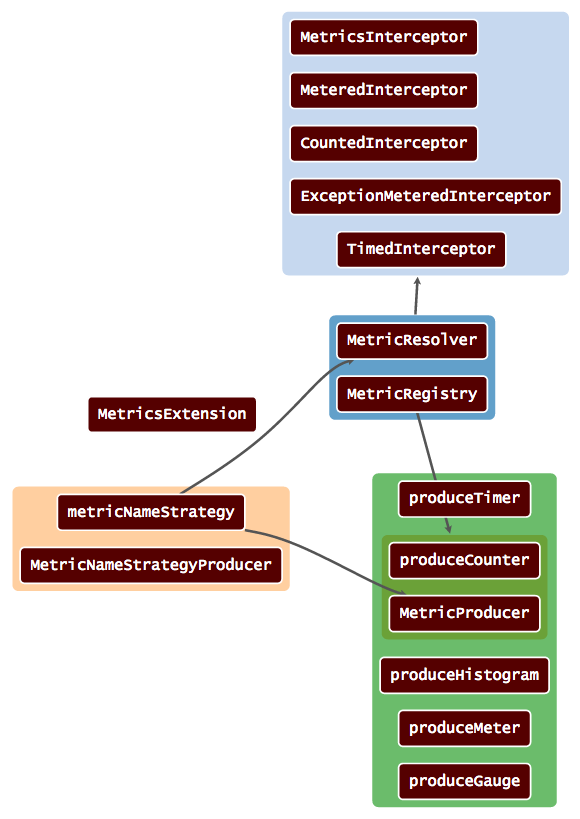 MetricsInterceptor
MeteredInterceptor
CountedInterceptor
ExceptionMeteredInterceptor
TimedInterceptor
MetricResolver
MetricRegistry
MetricsExtension
metricNameStrategy
MetricNameStrategyProducer
produceTimer
produceCounter
MetricProducer
produceHistogram
produceMeter
produceGauge